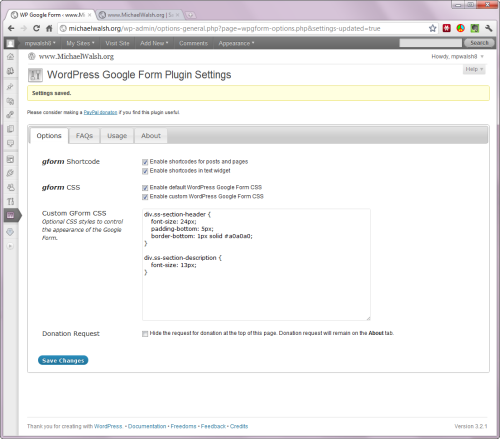 WP Google Form ‹ www.M
www.MichaelWalsh.org | S
michaelwalsh.org/wp-admin/options-general.php?page=wpgform-options.php&settings-updated=true
mpwalsh8 My Sites Visit Site Add New Comments Appearance Search
www.MichaelWalsh.org Howdy, mpwalsh8
Help
WordPress Google Form Plugin Settings
Settings saved.
Please consider making a PayPal donation if you find this plugin useful.
Options FAQs Usage About
gform Shortcode
Enable shortcodes for posts and pages
Enable shortcodes in text widget
gform CSS
Enable default WordPress Google Form CSS
Enable custom WordPress Google Form CSS
Custom GForm CSS
Optional CSS styles to control
the appearance of the Google
Form.
div.ss-section-header {
font-size: 24px;
padding-bottom: 5px;
border-bottom: 1px solid #a0a0a0;
}
div.ss-section-description {
font-size: 13px;
}
Donation Request
Hide the request for donation at the top of this page. Donation request will remain on the About tab.
Save Changes
Thank you for creating with WordPress. • Documentation • Freedoms • Feedback • Credits Version 3.2.1